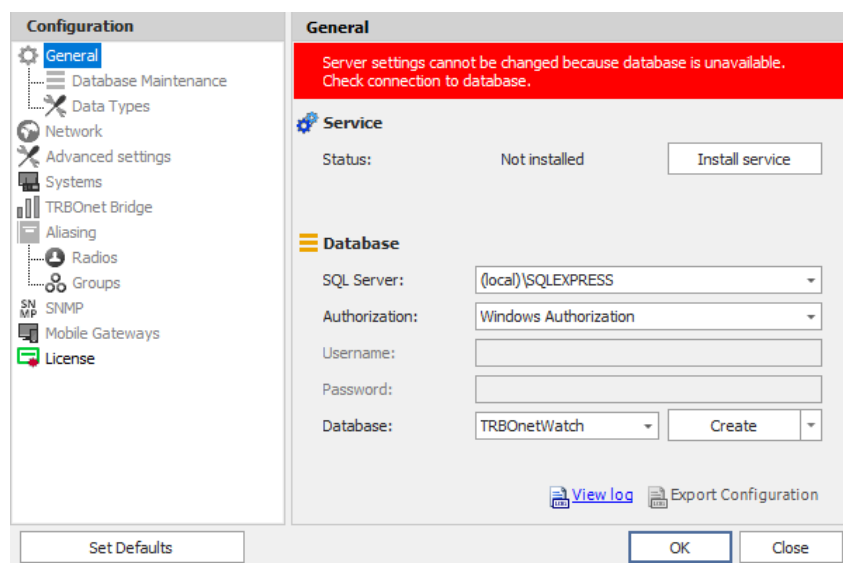 Configuration
General
Database Maintenance
Data Types
Network
Advanced settings
Systems
TRBOnet Bridge
Aliasing
Radios
Groups
SN
MP
SNMP
Mobile Gateways
License
General
Server settings cannot be changed because database is unavailable.
Check connection to database.
Service
Status: Not installed Install service
Database
SQL Server: (local)\SQLEXPRESS
Authorization: Windows Authorization
Username:
Password:
Database: TRBOnetWatch Create
View log Export Configuration
Set Defaults OK Close